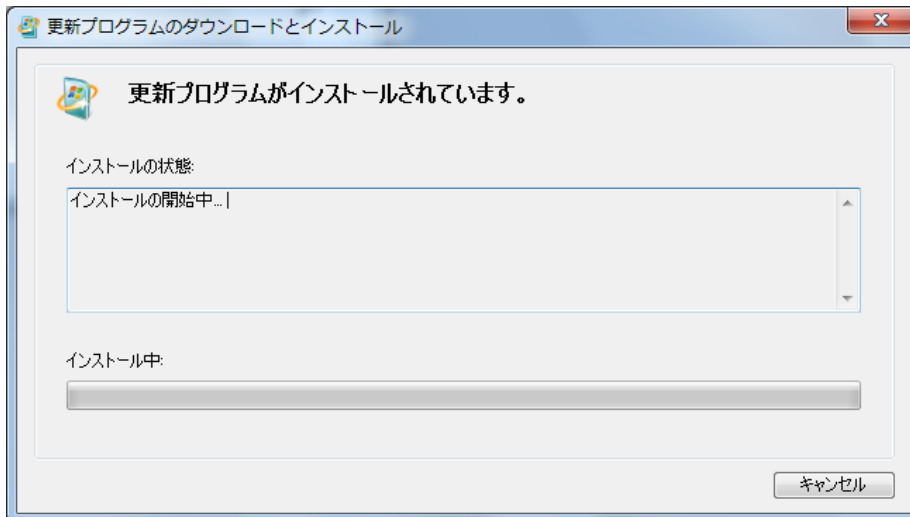 更新プログラムのダウンロードとインストール
更新プログラムがインストールされています。
インストールの状態:
インストールの開始中...
インストール中:
キャンセル